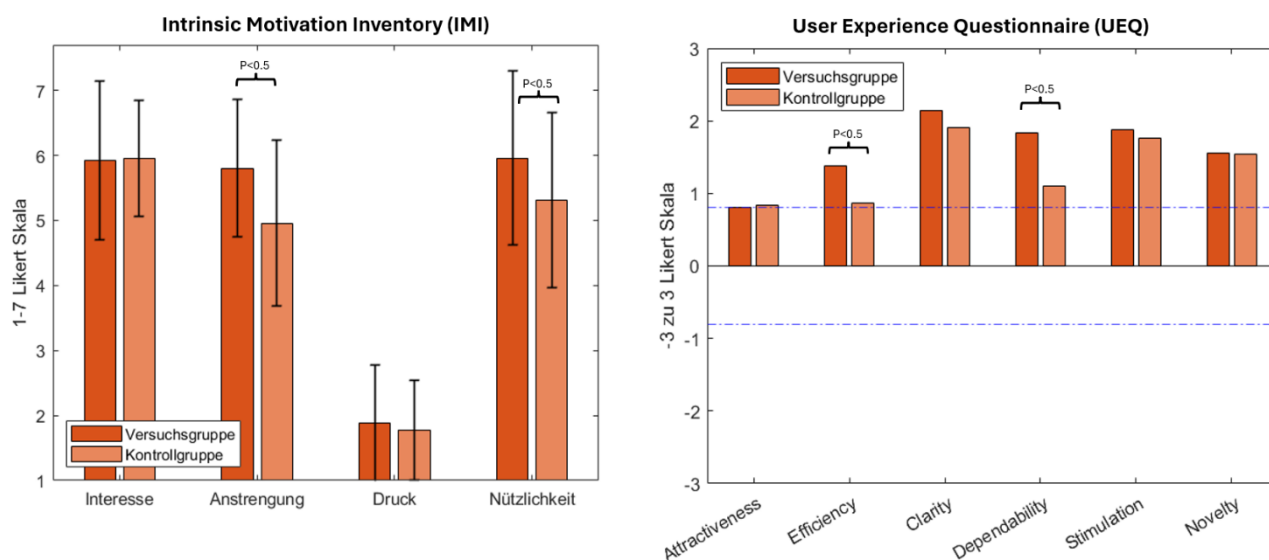 Intrinsic Motivation Inventory (IMI)
1-7 Likert Skala
7
6
5
4
3
2
1
P<0.5
P<0.5
Versuchsgruppe
Kontrollgruppe
Interesse
Anstrengung
Druck
Nützlichkeit
User Experience Questionnaire (UEQ)
-3 zu 3 Likert Skala
3
2
1
0
-1
-2
-3
Versuchsgruppe
Kontrollgruppe
P<0.5
P<0.5
Attractiveness
Efficiency
Clarity
Dependability
Stimulation
Novelty